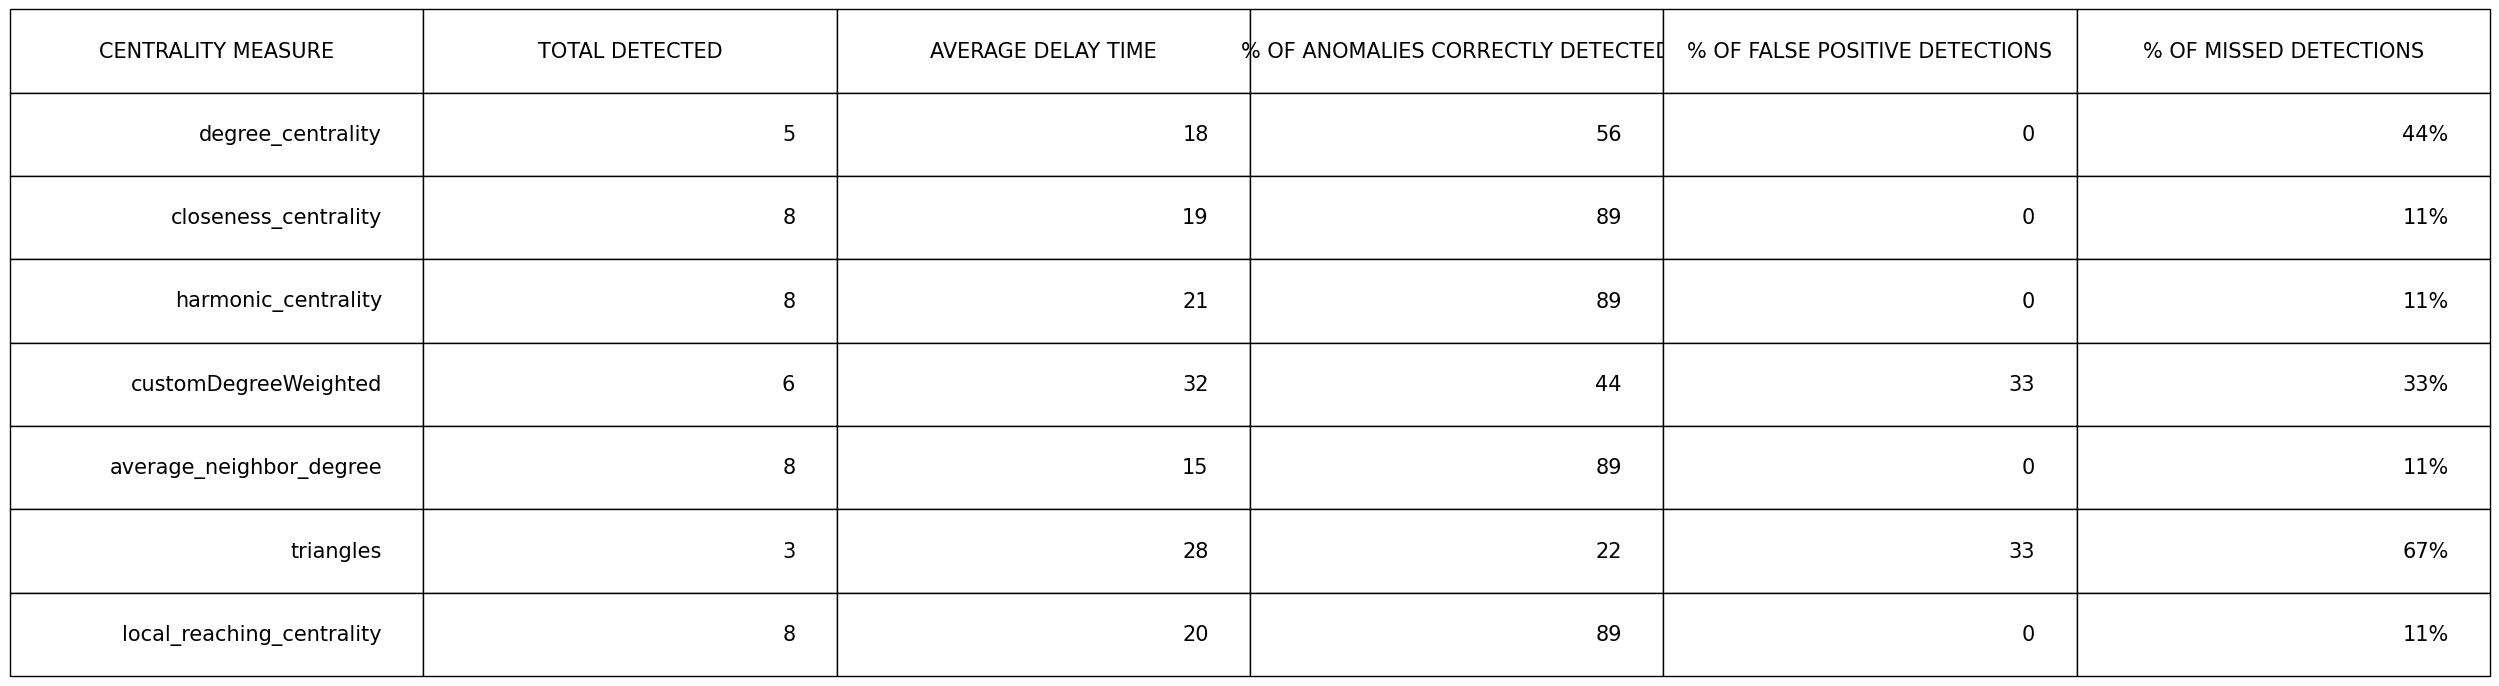 CENTRALITY MEASURE TOTAL DETECTED AVERAGE DELAY TIME % OF ANOMALIES CORRECTLY DETECTED % OF FALSE POSITIVE DETECTIONS % OF MISSED DETECTIONS
degree_centrality 5 18 56 0 44%
closeness_centrality 8 19 89 0 11%
harmonic_centrality 8 21 89 0 11%
customDegreeWeighted 6 32 44 33 33%
average_neighbor_degree 8 15 89 0 11%
triangles 3 28 22 33 67%
local_reaching_centrality 8 20 89 0 11%